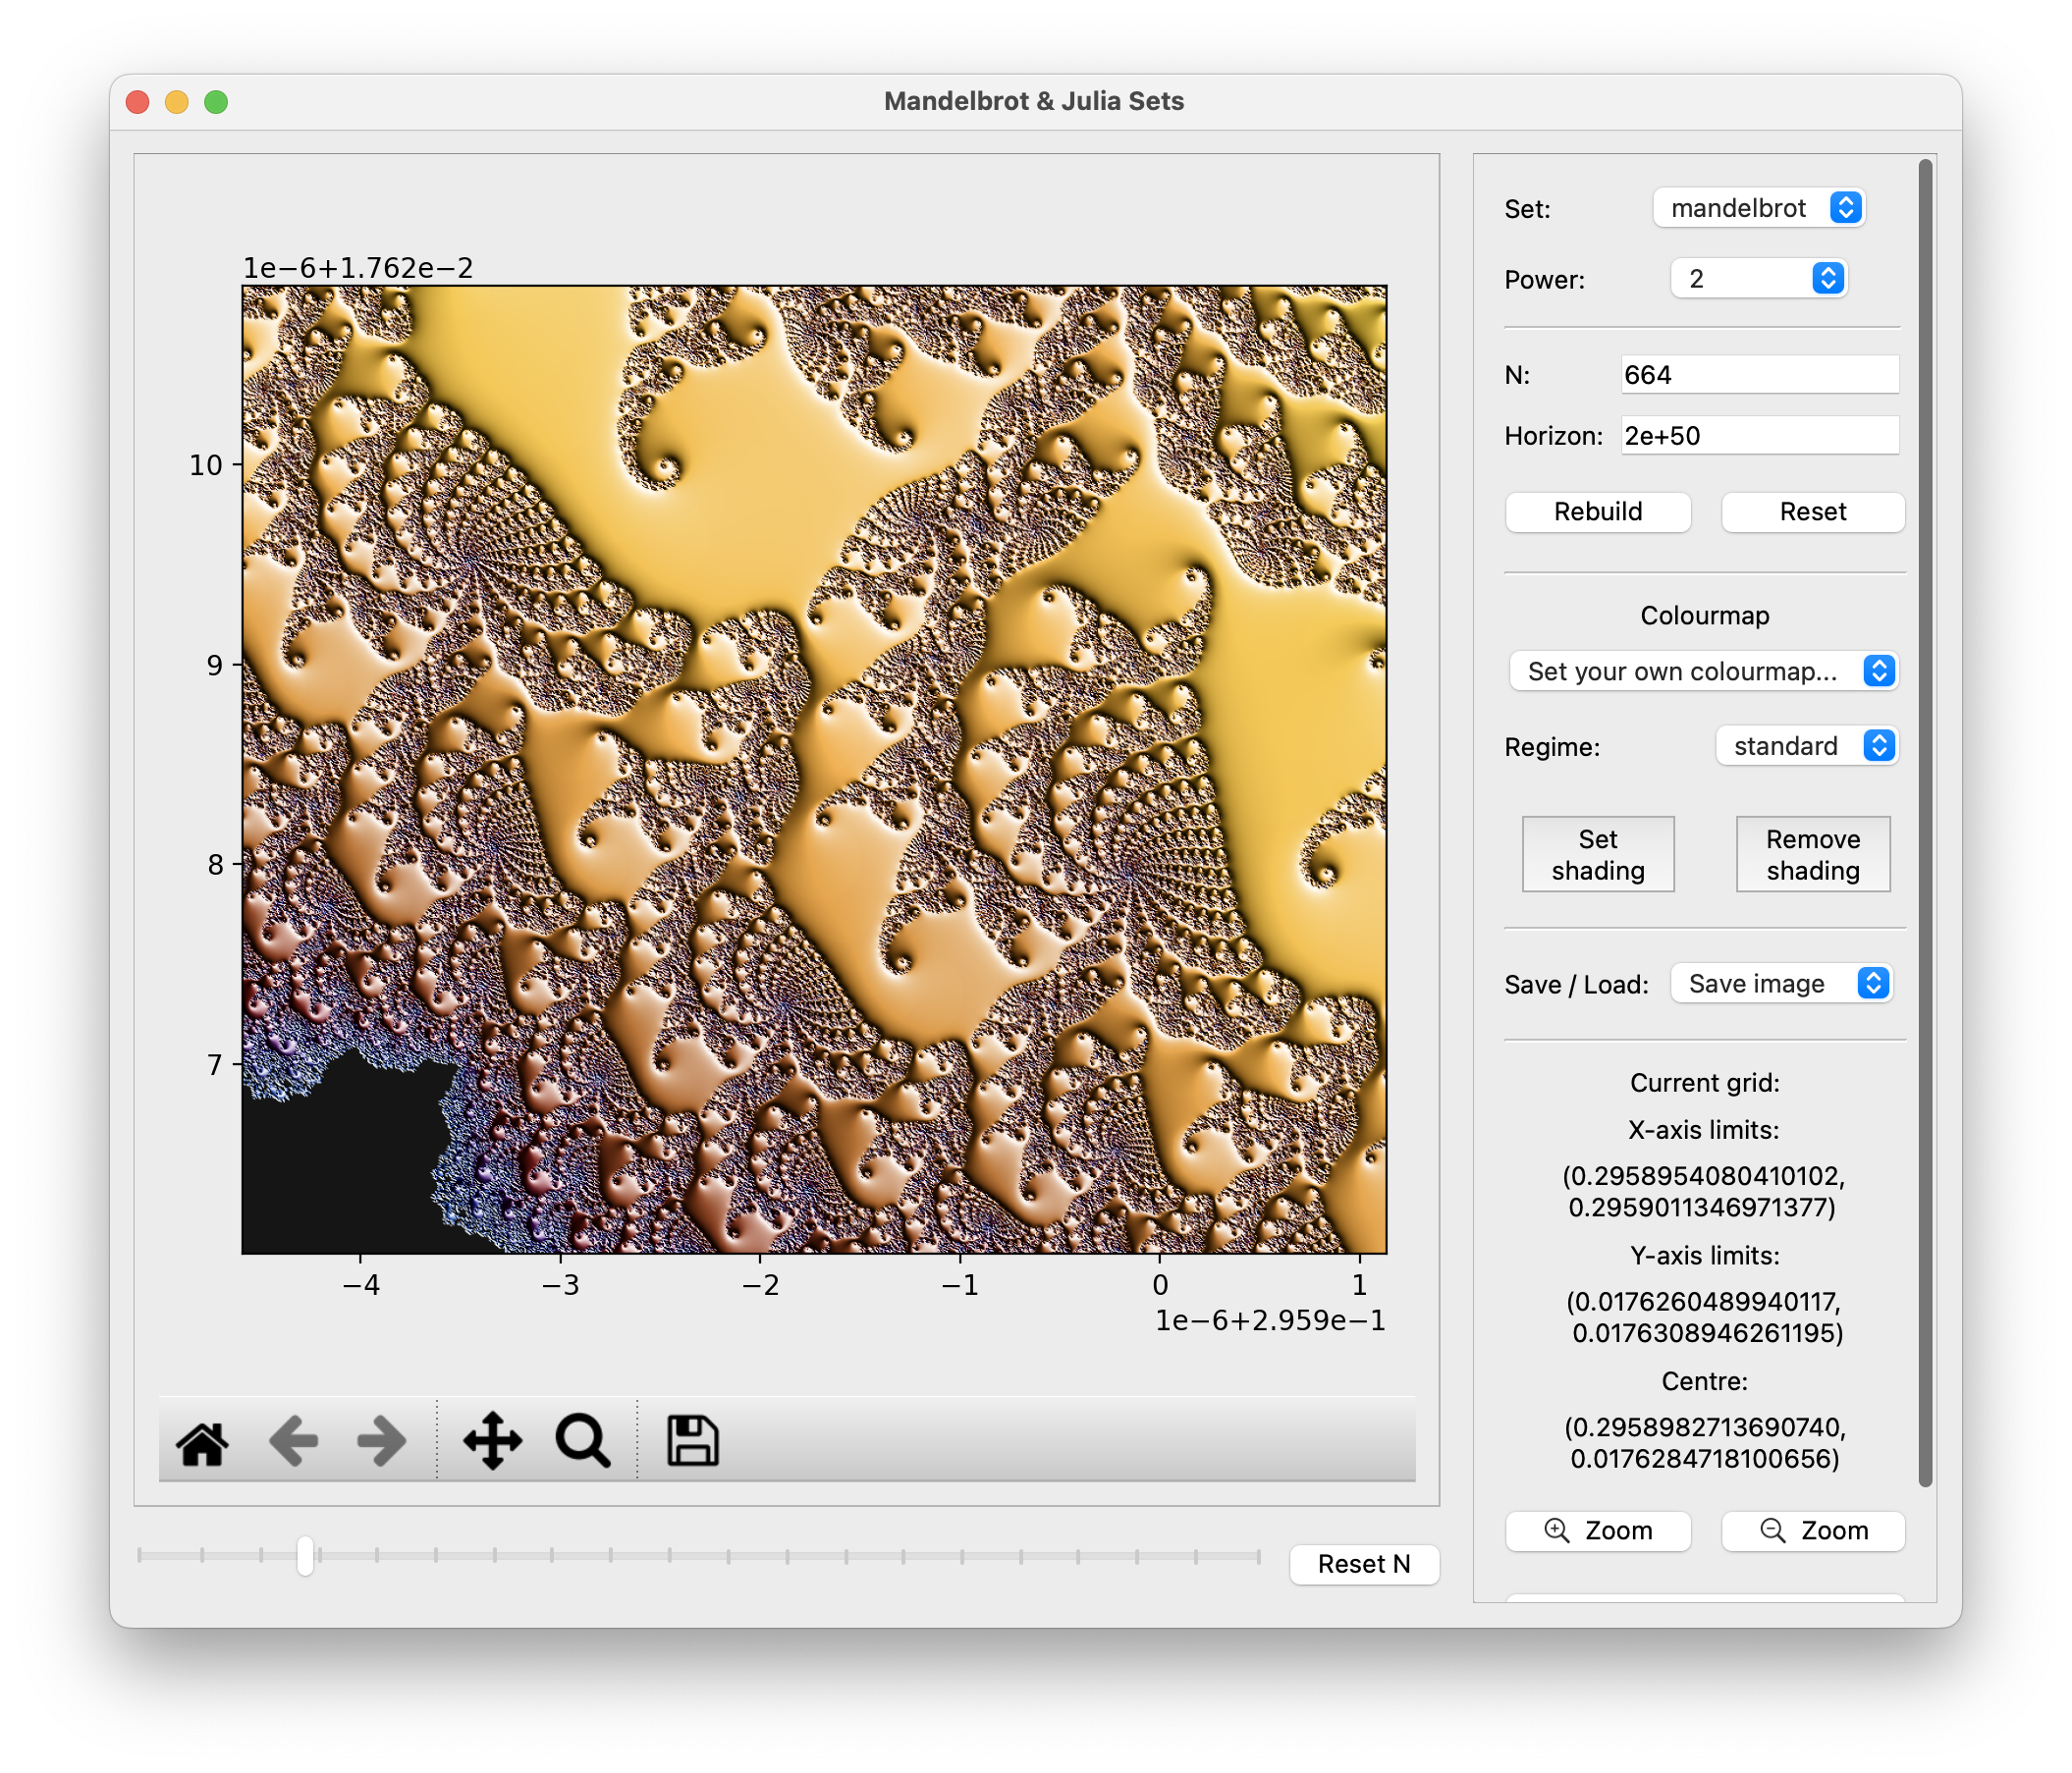 Mandelbrot & Julia Sets
1e−6+1.762e−2
10
9
8
7
−4
−3
−2
−1
0
1
1e−6+2.959e−1
Reset N
Set:
mandelbrot
Power:
2
N:
664
Horizon:
2e+50
Rebuild
Reset
Colourmap
Set your own colourmap...
Regime:
standard
Set
shading
Remove
shading
Save / Load:
Save image
Current grid:
X-axis limits:
(0.2958954080410102,
0.2959011346971377)
Y-axis limits:
(0.0176260489940117,
0.0176308946261195)
Centre:
(0.2958982713690740,
0.0176284718100656)
Zoom
Zoom